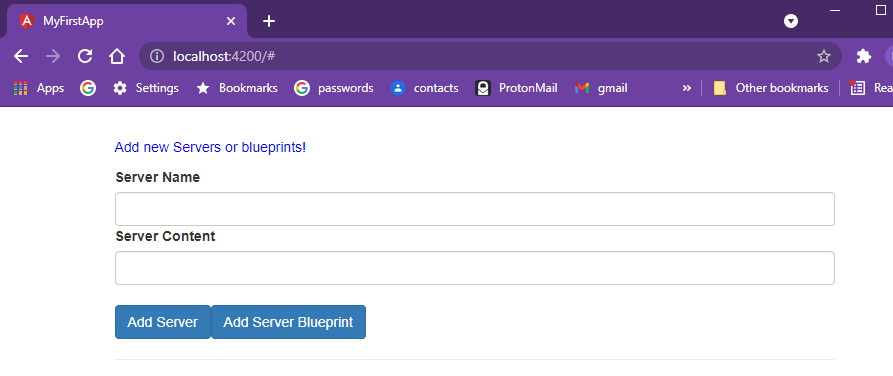 MyFirstApp
localhost:4200/#
Apps Settings Bookmarks passwords contacts ProtonMail gmail » Other bookmarks Rea
Add new Servers or blueprints!
Server Name
Server Content
Add Server Add Server Blueprint